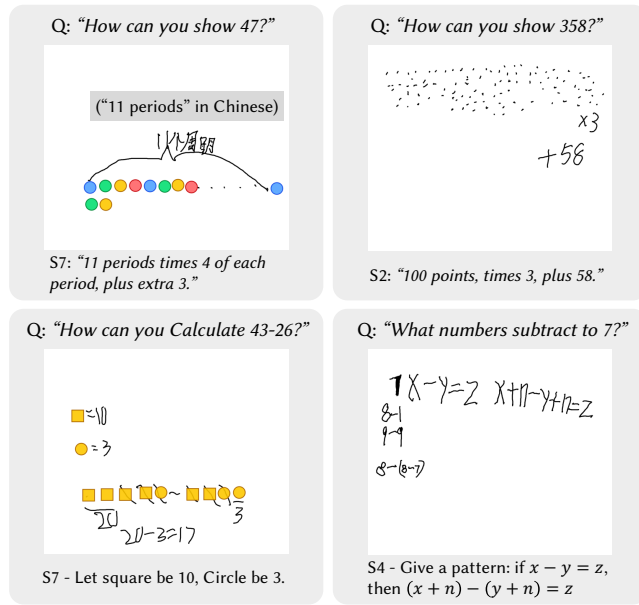 Q: “How can you show 47?”
(“11 periods” in Chinese)
11个周期
S7: “11 periods times 4 of each
period, plus extra 3.”
Q: “How can you show 358?”
×3
+58
S2: “100 points, times 3, plus 58.”
Q: “How can you Calculate 43-26?”
=10
=3
20
3
20-3=17
S7 - Let square be 10, Circle be 3.
Q: “What numbers subtract to 7?”
7 x-y=z x+n-y+n=z
8-1
8-(8-7)
S4 - Give a pattern: if x − y = z,
then (x + n) − (y + n) = z